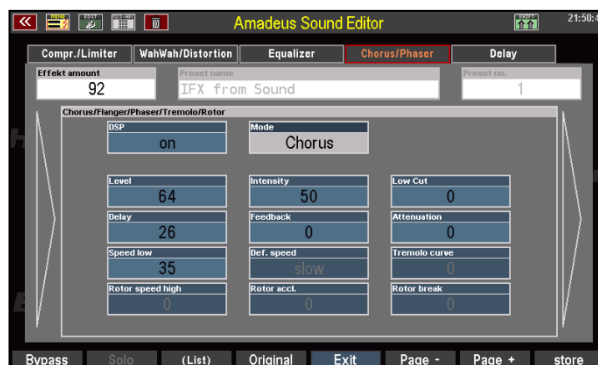 Amadeus Sound Editor
21:50:4
Compr./Limiter WahWah/Distortion Equalizer Chorus/Phaser Delay
Effekt amount Preset name Preset no.
92 IFX from Sound 1
Chorus/Flanger/Phaser/Tremolo/Rotor
DSP Mode
on Chorus
Level Intensity Low Cut
64 50 0
Delay Feedback Attenuation
26 0 0
Speed low Def. speed Tremolo curve
35 slow 0
Rotor speed high Rotor accl. Rotor break
0 0 0
Bypass Solo (List) Original Exit Page - Page + store